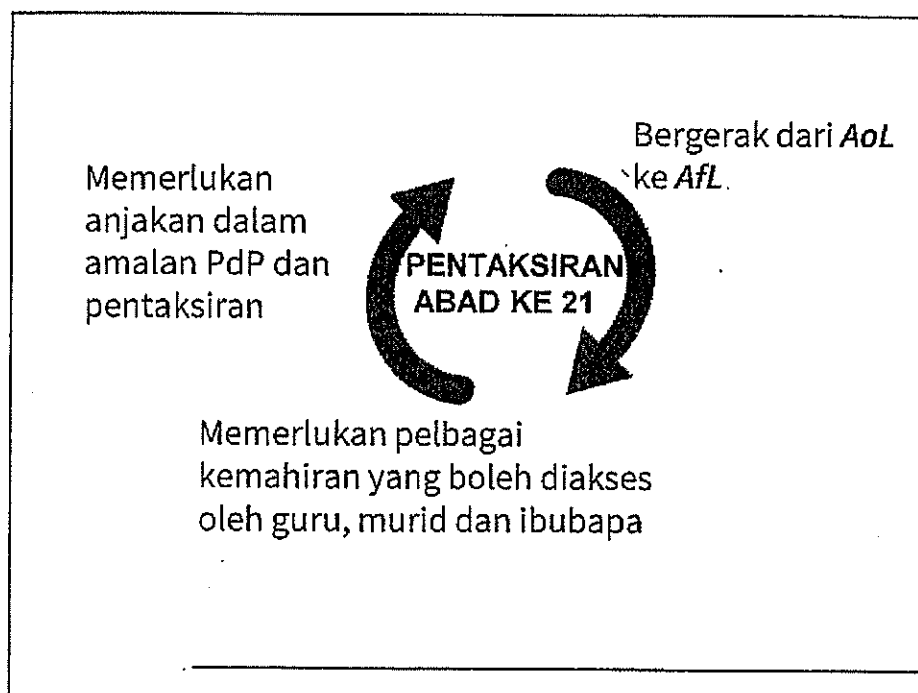 Bergerak dari AoL
ke AfL.
Memerlukan
anjakan dalam
amalan PdP dan
pentaksiran
PENTAKSIRAN
ABAD KE 21
Memerlukan pelbagai
kemahiran yang boleh diakses
oleh guru, murid dan ibubapa